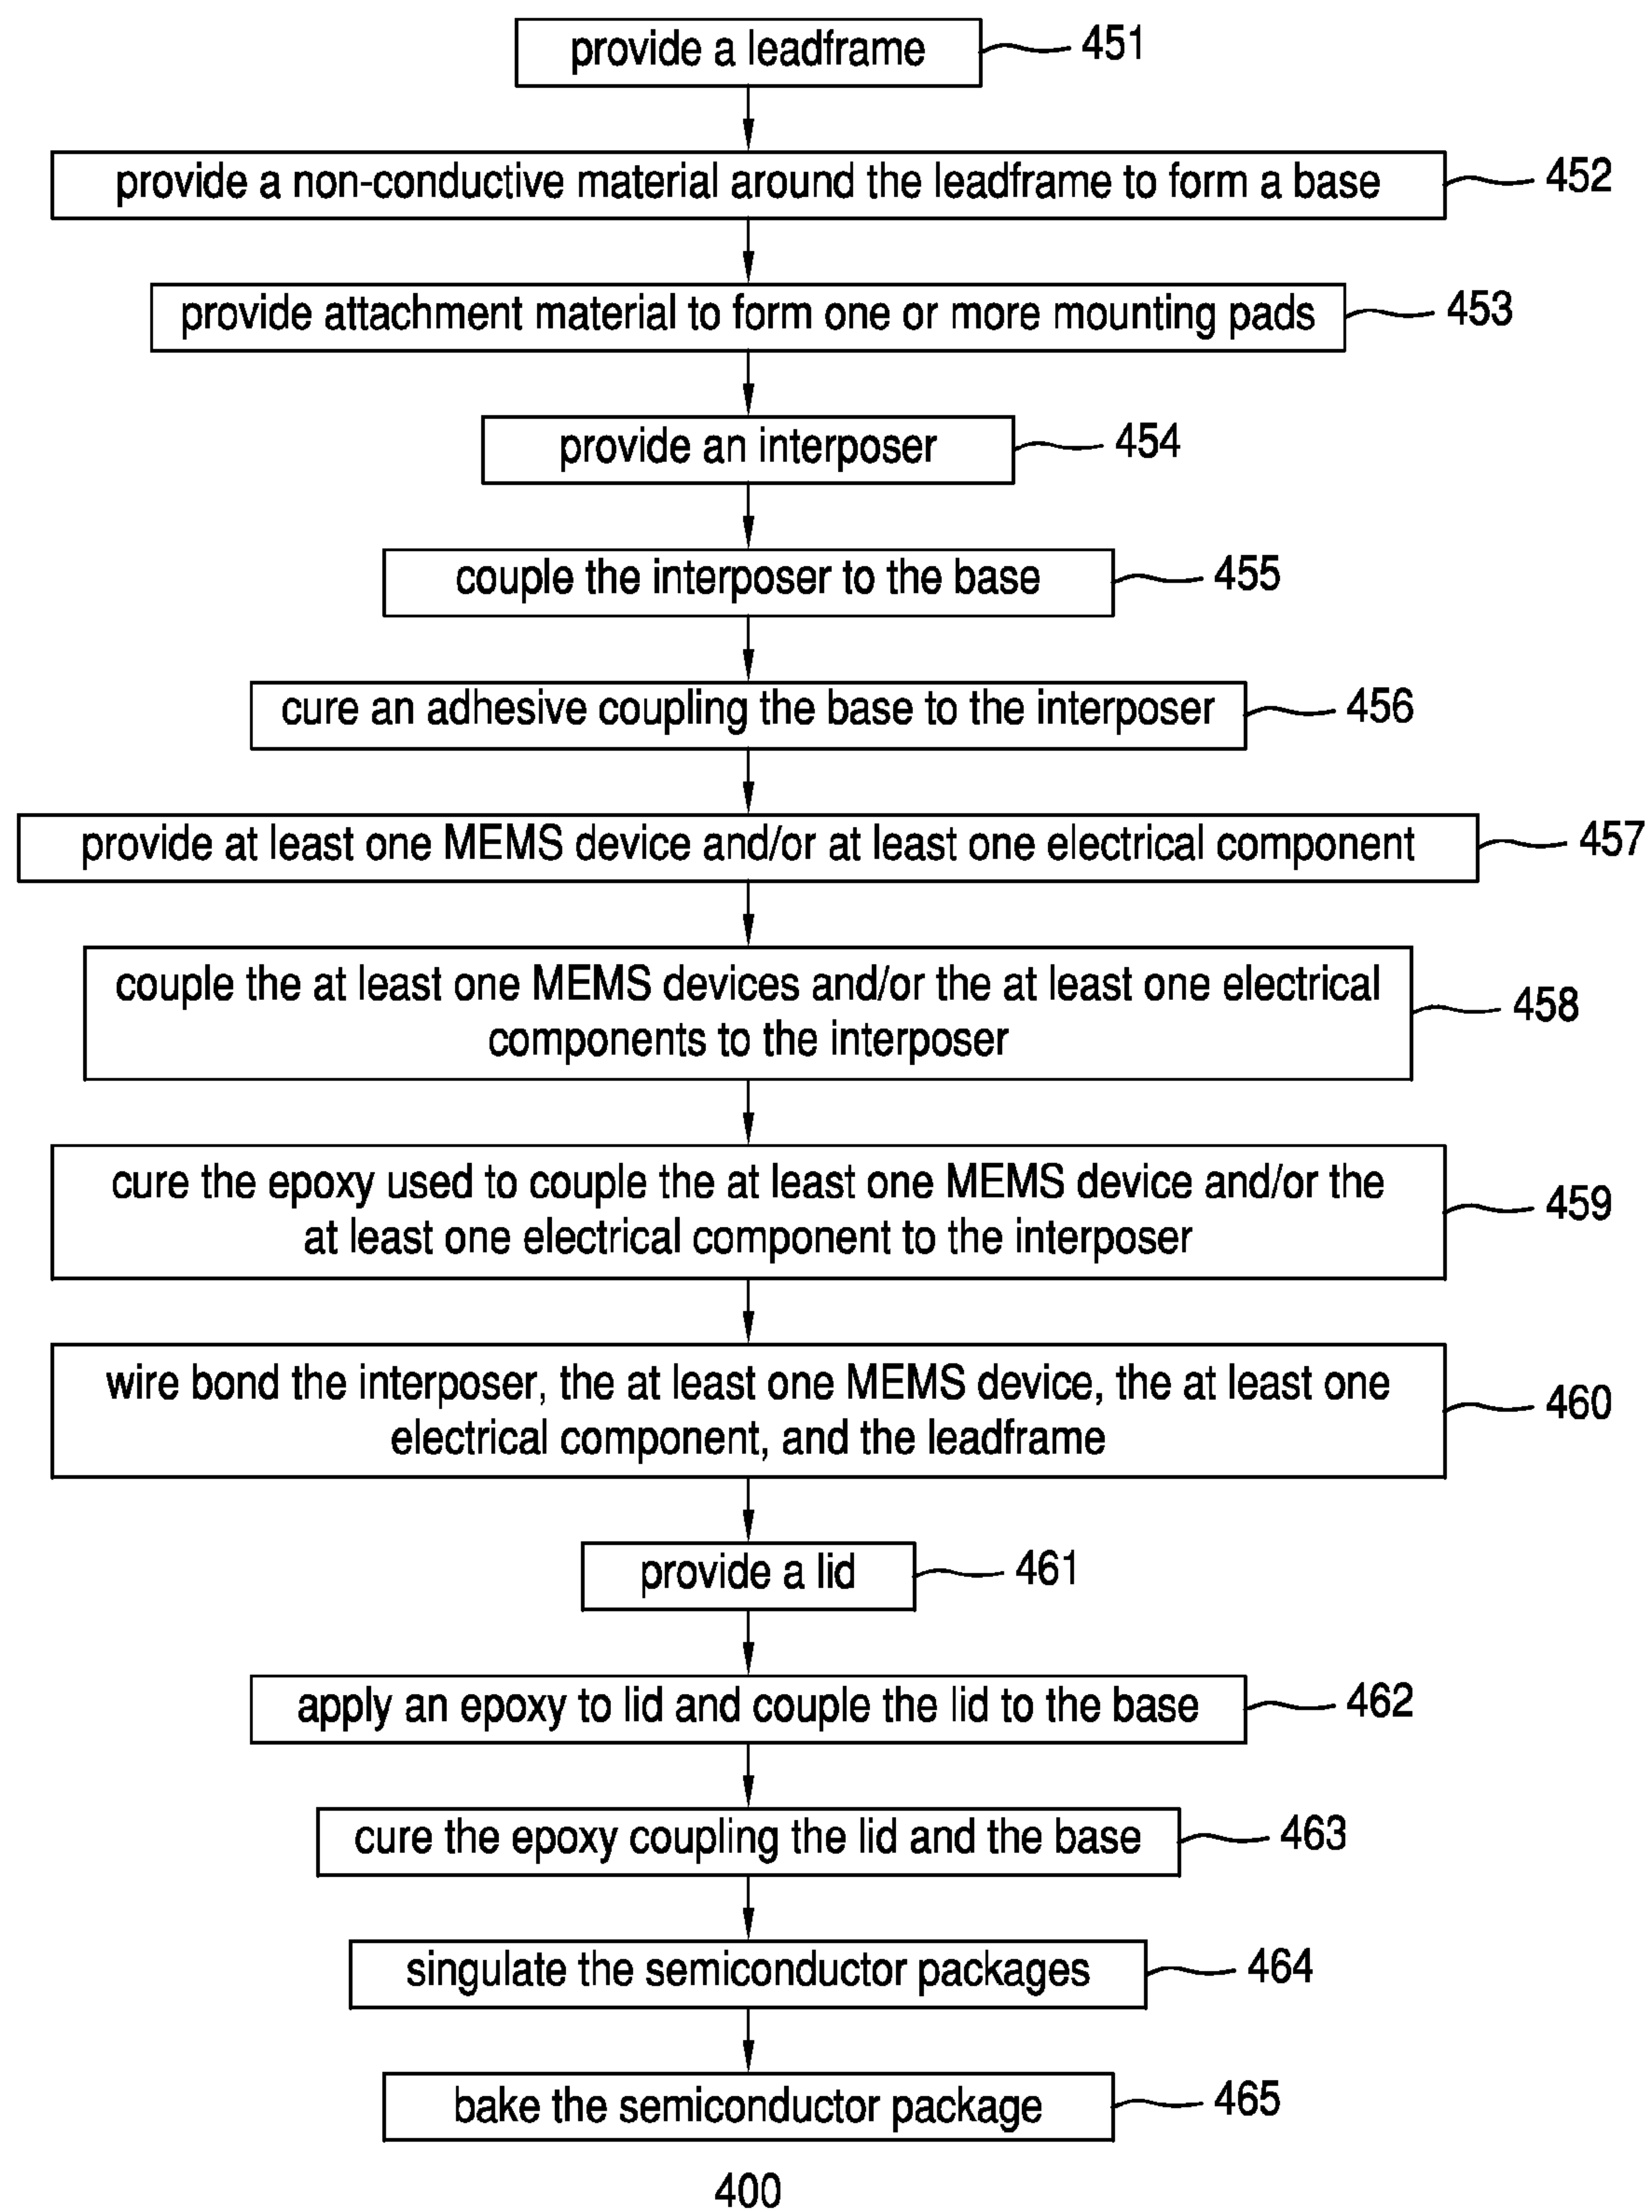 provide a leadframe
451
provide a non-conductive material around the leadframe to form a base
452
provide attachment material to form one or more mounting pads
453
provide an interposer
454
couple the interposer to the base
455
cure an adhesive coupling the base to the interposer
456
provide at least one MEMS device and/or at least one electrical component
457
couple the at least one MEMS devices and/or the at least one electrical
components to the interposer
458
cure the epoxy used to couple the at least one MEMS device and/or the
at least one electrical component to the interposer
459
wire bond the interposer, the at least one MEMS device, the at least one
electrical component, and the leadframe
460
provide a lid
461
apply an epoxy to lid and couple the lid to the base
462
cure the epoxy coupling the lid and the base
463
singulate the semiconductor packages
464
bake the semiconductor package
465
400